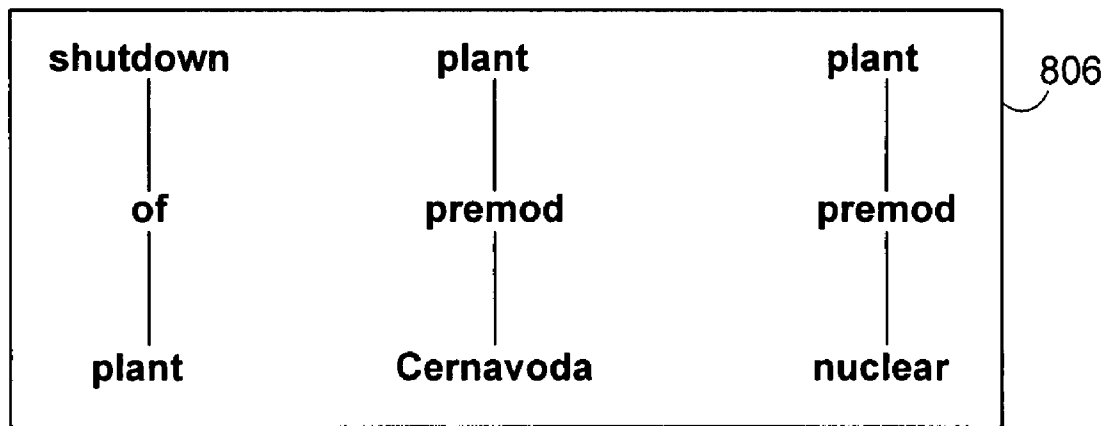 shutdown plant plant 806
of premod premod
plant Cernavoda nuclear